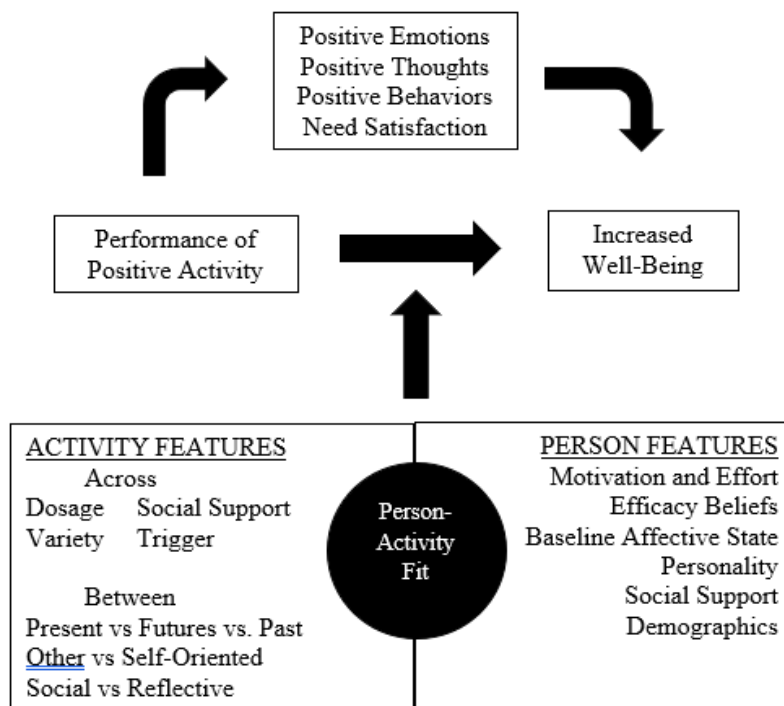 Positive Emotions
Positive Thoughts
Positive Behaviors
Need Satisfaction
Performance of
Positive Activity
Increased
Well-Being
ACTIVITY FEATURES
Across
Dosage Social Support
Variety Trigger
Between
Present vs Futures vs. Past
Other vs Self-Oriented
Social vs Reflective
Person-
Activity
Fit
PERSON FEATURES
Motivation and Effort
Efficacy Beliefs
Baseline Affective State
Personality
Social Support
Demographics